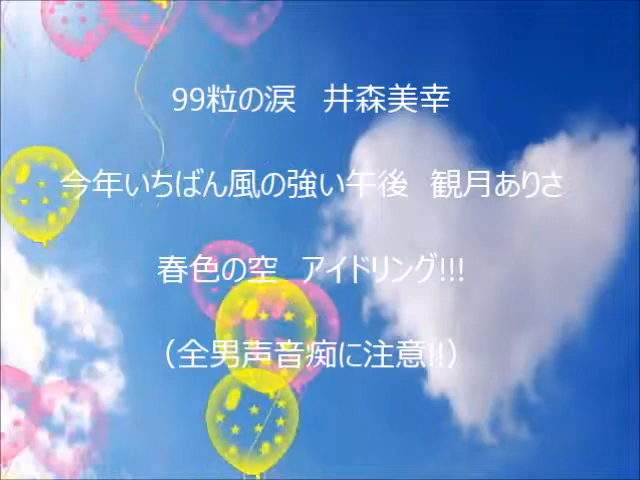 99粒の涙　井森美幸
今年いちばん風の強い午後　観月ありさ
春色の空　アイドリング!!!
（全男声音痴に注意!!）